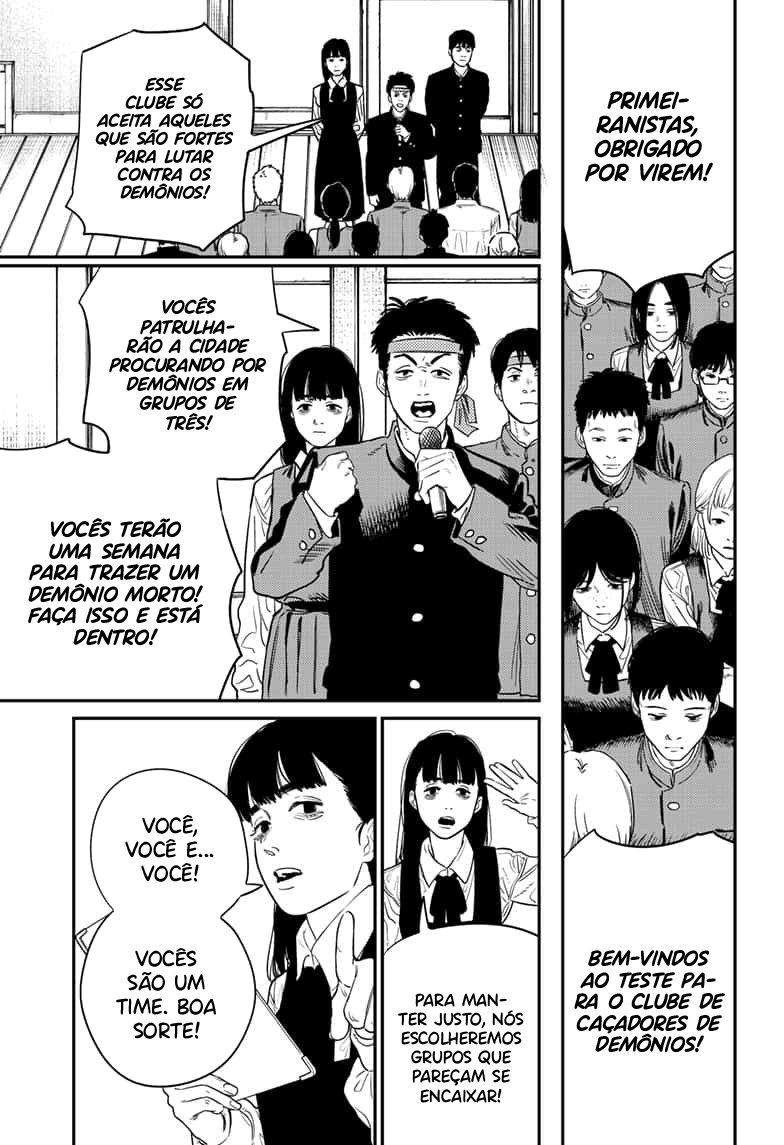 PRIMEI-
RANISTAS,
OBRIGADO
POR VIREM!
BEM-VINDOS
AO TESTE PA-
RA O CLUBE DE
CAÇADORES DE
DEMÔNIOS!
ESSE
CLUBE SÓ
ACEITA AQUELES
QUE SÃO FORTES
PARA LUTAR
CONTRA OS
DEMÔNIOS!
VOCÊS
PATRULHA-
RÃO A CIDADE
PROCURANDO POR
DEMÔNIOS EM
GRUPOS DE
TRÊS!
VOCÊS TERÃO
UMA SEMANA
PARA TRAZER UM
DEMÔNIO MORTO!
FAÇA ISSO E ESTÁ
DENTRO!
PARA MAN-
TER JUSTO, NÓS
ESCOLHEREMOS
GRUPOS QUE
PAREÇAM SE
ENCAIXAR!
VOCÊ,
VOCÊ E...
VOCÊ!
VOCÊS
SÃO UM
TIME. BOA
SORTE!